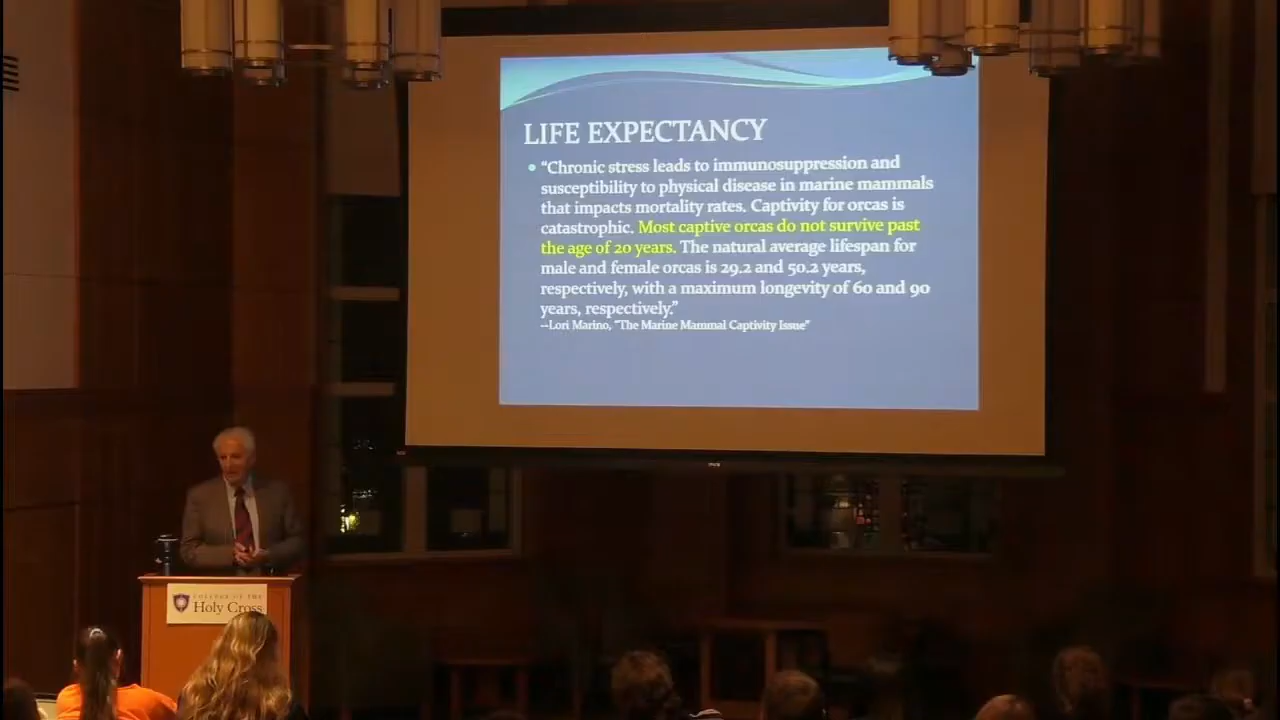 LIFE EXPECTANCY
• “Chronic stress leads to immunosuppression and
susceptibility to physical disease in marine mammals
that impacts mortality rates. Captivity for orcas is
catastrophic. Most captive orcas do not survive past
the age of 20 years. The natural average lifespan for
male and female orcas is 29.2 and 50.2 years,
respectively, with a maximum longevity of 60 and 90
years, respectively.”
--Lori Marino, “The Marine Mammal Captivity Issue”
COLLEGE OF THE
Holy Cross